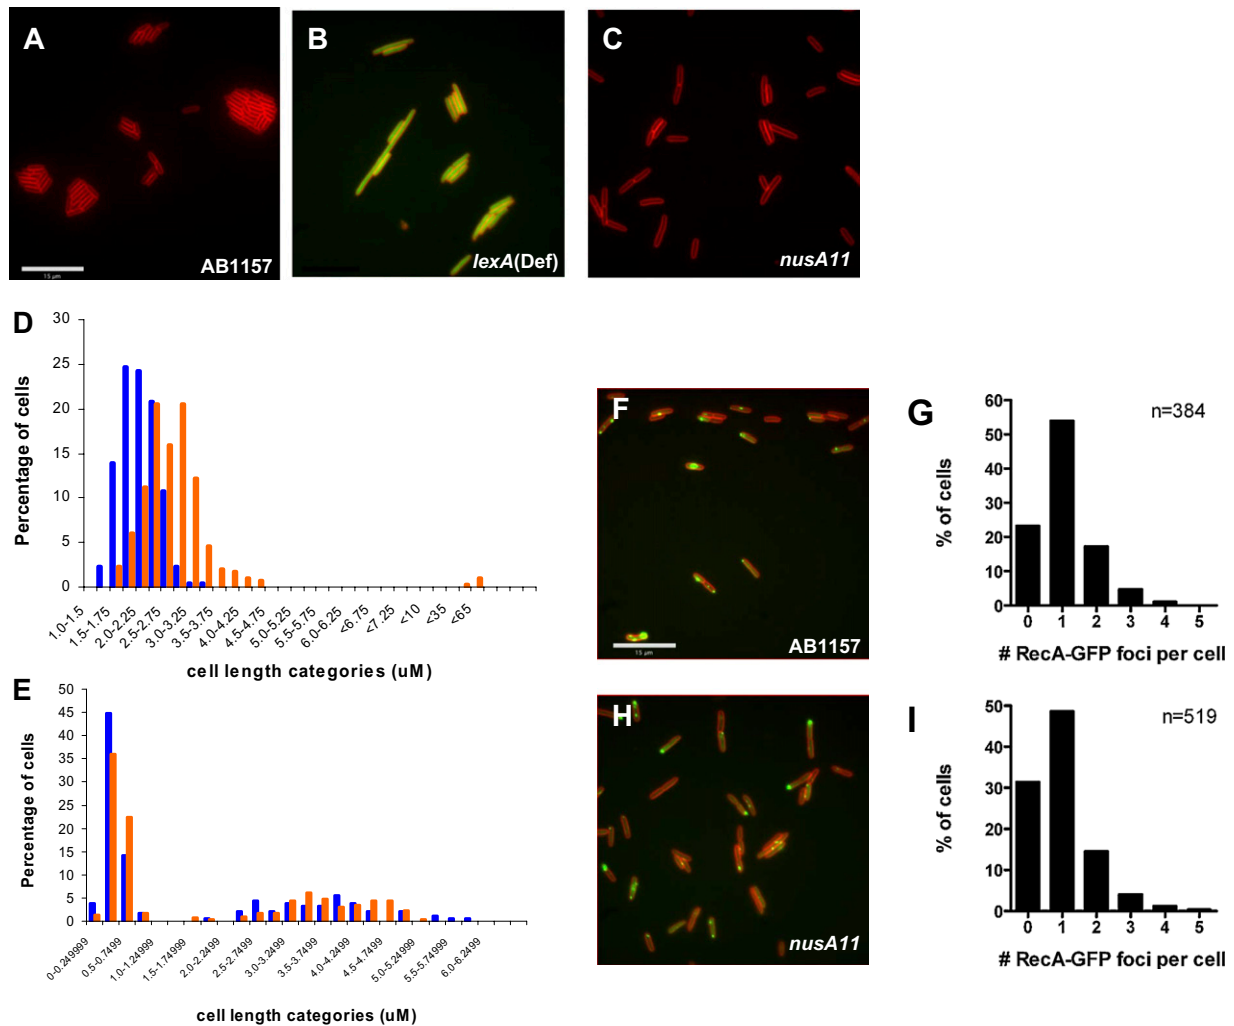 A
B
C
AB1157
lexA(Def)
nusA11
15 µm
D
30
25
20
15
10
5
0
Percentage of cells
1.0-1.5
1.5-1.75
2.0-2.25
2.5-2.75
3.0-3.25
3.5-3.75
4.0-4.25
4.5-4.75
5.0-5.25
5.5-5.75
6.0-6.25
<6.75
<7.25
<10
<35
<65
cell length categories (uM)
E
50
45
40
35
30
25
20
15
10
5
0
Percentage of cells
0-0.24999
0.5-0.7499
1.0-1.24999
1.5-1.74999
2.0-2.2499
2.5-2.7499
3.0-3.2499
3.5-3.7499
4.0-4.2499
4.5-4.7499
5.0-5.24999
5.5-5.74999
6.0-6.2499
cell length categories (uM)
F
15 µm
AB1157
G
n=384
60
50
40
30
20
10
0
% of cells
0 1 2 3 4 5
# RecA-GFP foci per cell
H
nusA11
I
n=519
50
40
30
20
10
0
% of cells
0 1 2 3 4 5
# RecA-GFP foci per cell